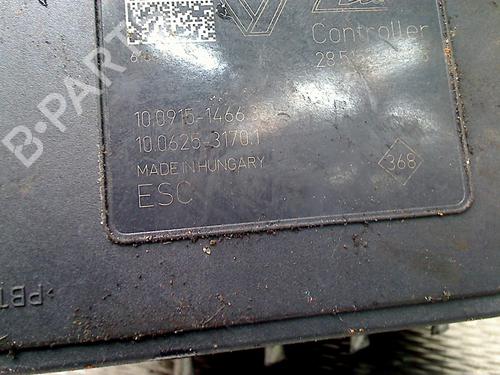 Controller
10.0915-1466.3
10.0625-3170.1
MADE IN HUNGARY
368
ESC
B-PARTS